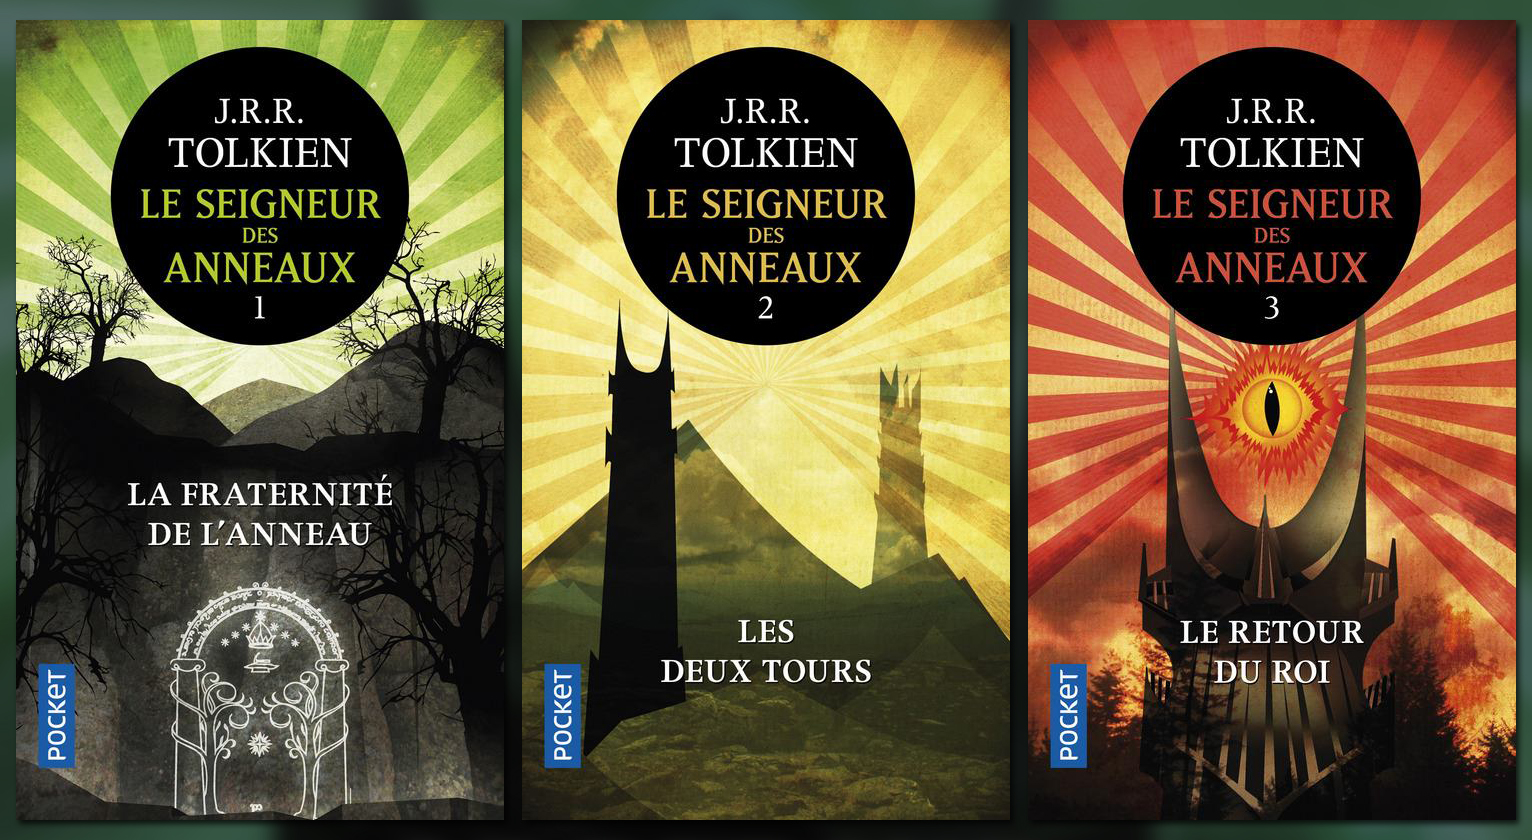 J.R.R.
TOLKIEN
LE SEIGNEUR
DES
ANNEAUX
1
LA FRATERNITÉ
DE L'ANNEAU
POCKET
J.R.R.
TOLKIEN
LE SEIGNEUR
DES
ANNEAUX
2
LES
DEUX TOURS
POCKET
J.R.R.
TOLKIEN
LE SEIGNEUR
DES
ANNEAUX
3
LE RETOUR
DU ROI
POCKET